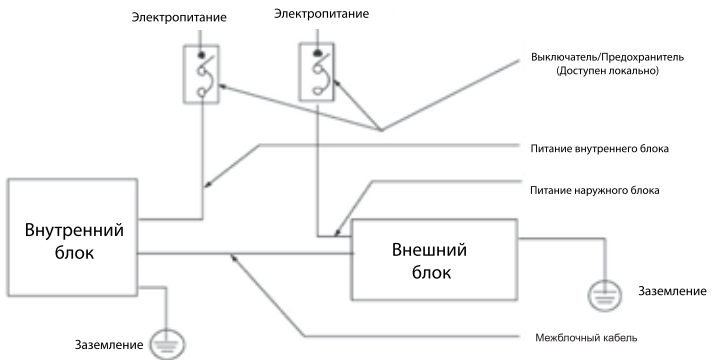 Электропитание
Электропитание
Выключатель/Предохранитель
(Доступен локально)
Питание внутреннего блока
Питание наружного блока
Внутренний
блок
Внешний
блок
Заземление
Заземление
Межблочный кабель